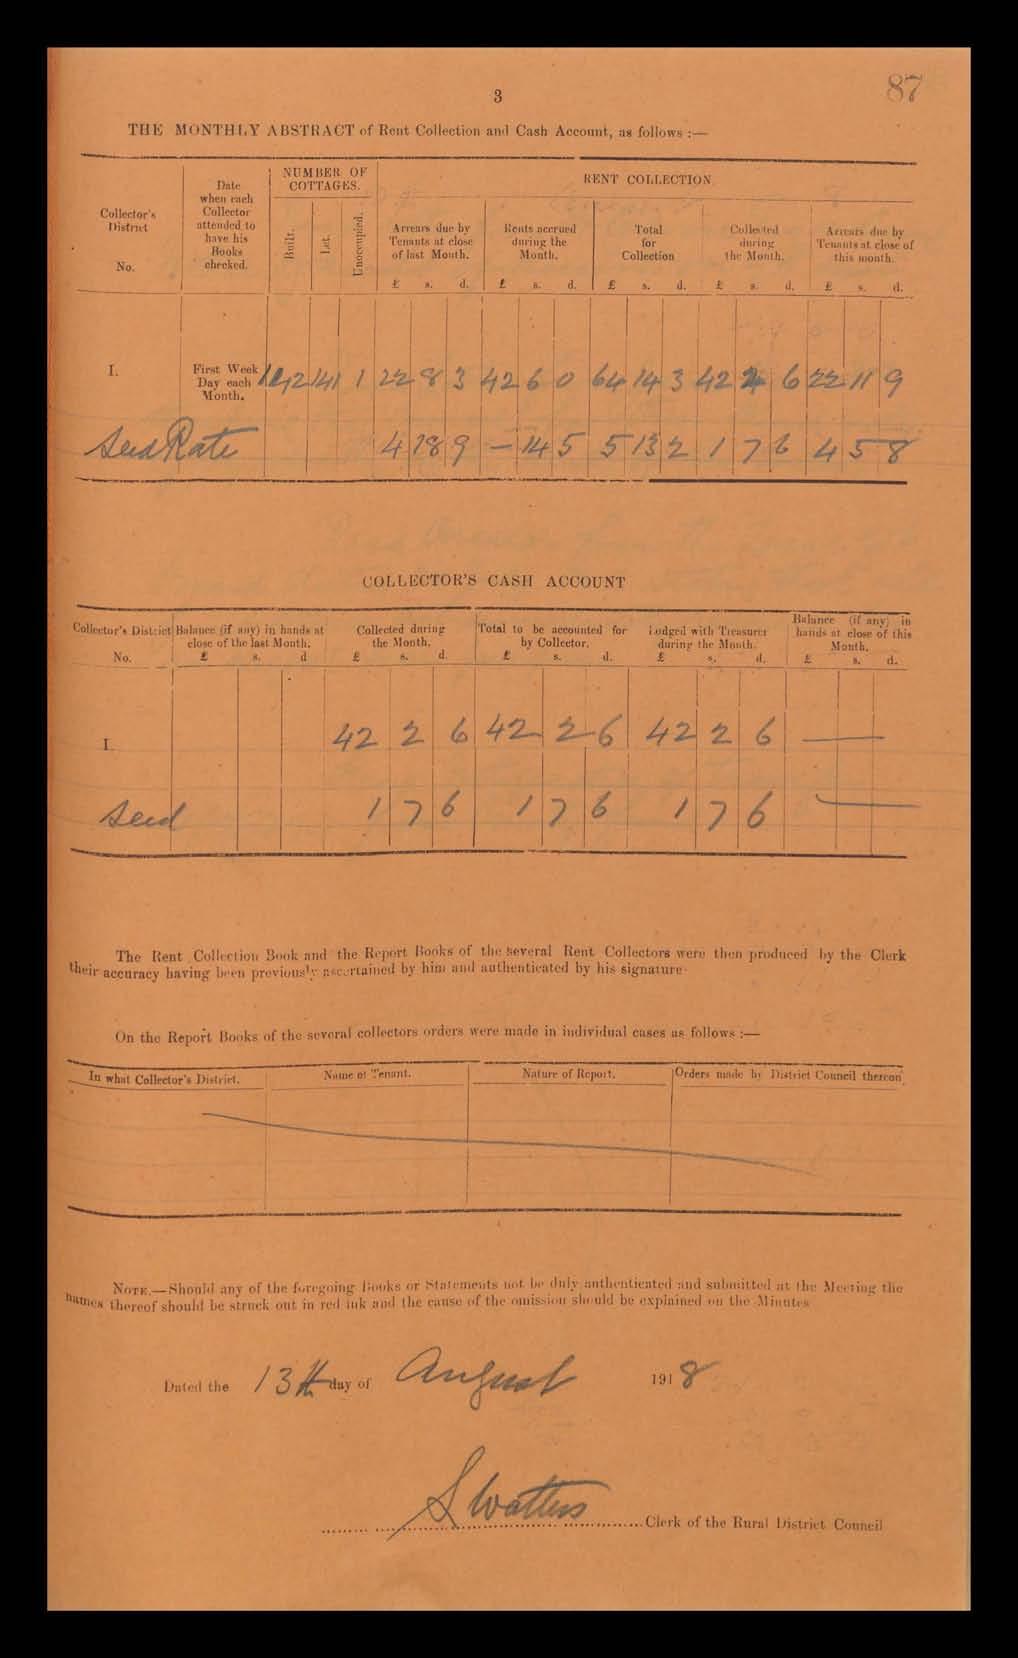 87
3
THE MONTHLY ABSTRACT of Rent Collection and Cash Account, as follows :—
Collector's District No.
Date when each Collector attended to have his Books checked.
NUMBER OF COTTAGES.
Built. Let. Unoccupied.
RENT COLLECTION
Arrears due by Tenants at close of last Month.
Rents accrued during the Month.
Total for Collection
Collected during the Month.
Arrears due by Tenants at close of this month.
£ s. d. £ s. d. £ s. d. £ s. d. £ s. d.
I. First Week Day each Month. 142 141 1 22 8 3 42 6 0 64 14 3 42 2 6 22 11 9
Seed Rate 4 18 9 — 14 5 5 13 2 1 7 6 4 5 8
COLLECTOR'S CASH ACCOUNT
Collector's District No.
Balance (if any) in hands at close of the last Month.
Collected during the Month.
Total to be accounted for by Collector.
Lodged with Treasurer during the Month.
Balance (if any) in hands at close of this Month.
£ s. d £ s. d. £ s. d. £ s. d. £ s. d.
I. 42 2 6 42 2 6 42 2 6 —
Seed 1 7 6 1 7 6 1 7 6 —
The Rent Collection Book and the Report Books of the Several Rent Collectors were then produced by the Clerk
their accuracy having been previously ascertained by him and authenticated by his signature.
On the Report Books of the several collectors orders were made in individual cases as follows :—
In what Collector's District. Name of Tenant. Nature of Report. Orders made by District Council thereon
NOTE.—Should any of the foregoing Books or Statements not be duly authenticated and submitted at the Meeting the
names thereof should be struck out in red ink and the cause of the omission should be explained on the Minutes
Dated the 13th day of August 1918
S Watters
Clerk of the Rural District Council